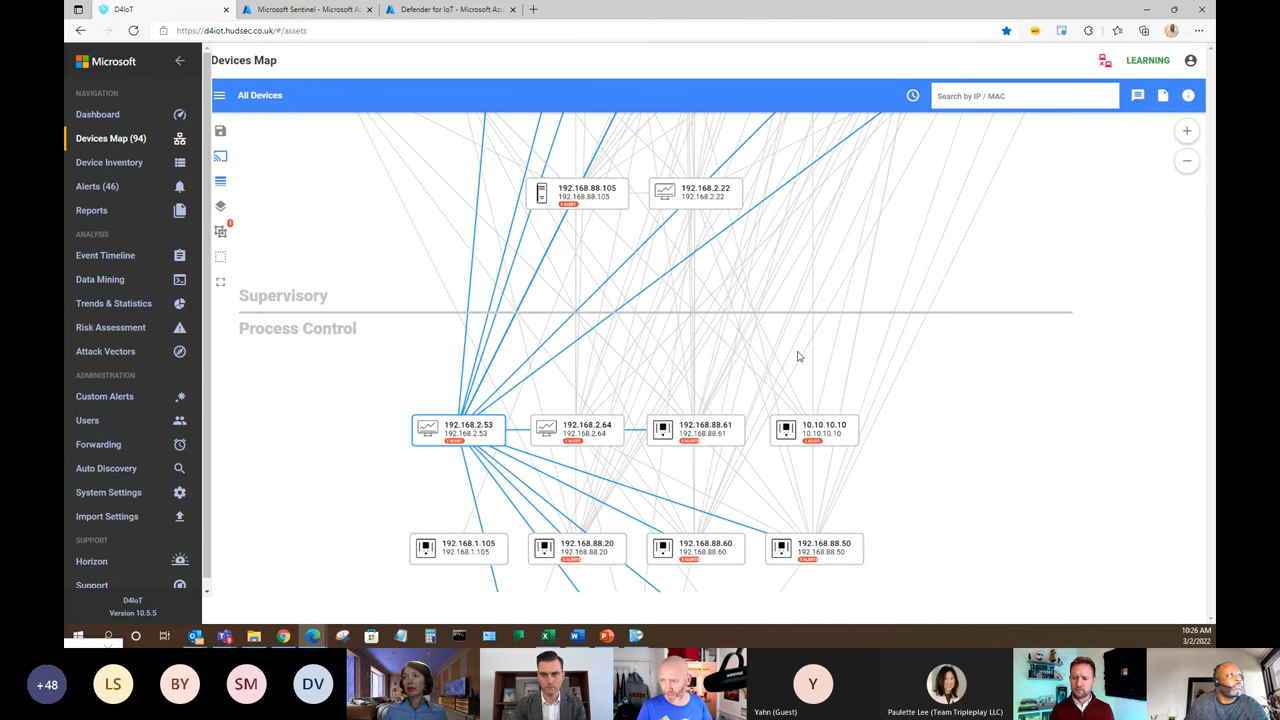 D4IoT
Microsoft Sentinel - Microsoft Az
Defender for IoT - Microsoft Azu
https://d4iot.hudsec.co.uk/#/assets
Microsoft
Devices Map
LEARNING
All Devices
Search by IP / MAC
NAVIGATION
Dashboard
Devices Map (94)
Device Inventory
Alerts (46)
Reports
ANALYSIS
Event Timeline
Data Mining
Trends & Statistics
Risk Assessment
Attack Vectors
ADMINISTRATION
Custom Alerts
Users
Forwarding
Auto Discovery
System Settings
Import Settings
SUPPORT
Horizon
Support
D4IoT
Version 10.5.5
1
192.168.88.105
192.168.88.105
1 ALERT
192.168.2.22
192.168.2.22
Supervisory
Process Control
192.168.2.53
192.168.2.53
1 ALERT
192.168.2.64
192.168.2.64
1 ALERT
192.168.88.61
192.168.88.61
10.10.10.10
10.10.10.10
192.168.1.105
192.168.1.105
192.168.88.20
192.168.88.20
192.168.88.60
192.168.88.60
192.168.88.50
192.168.88.50
10:26 AM
3/2/2022
+48
LS
BY
SM
DV
Y
Yahn (Guest)
Paulette Lee (Team Tripleplay LLC)